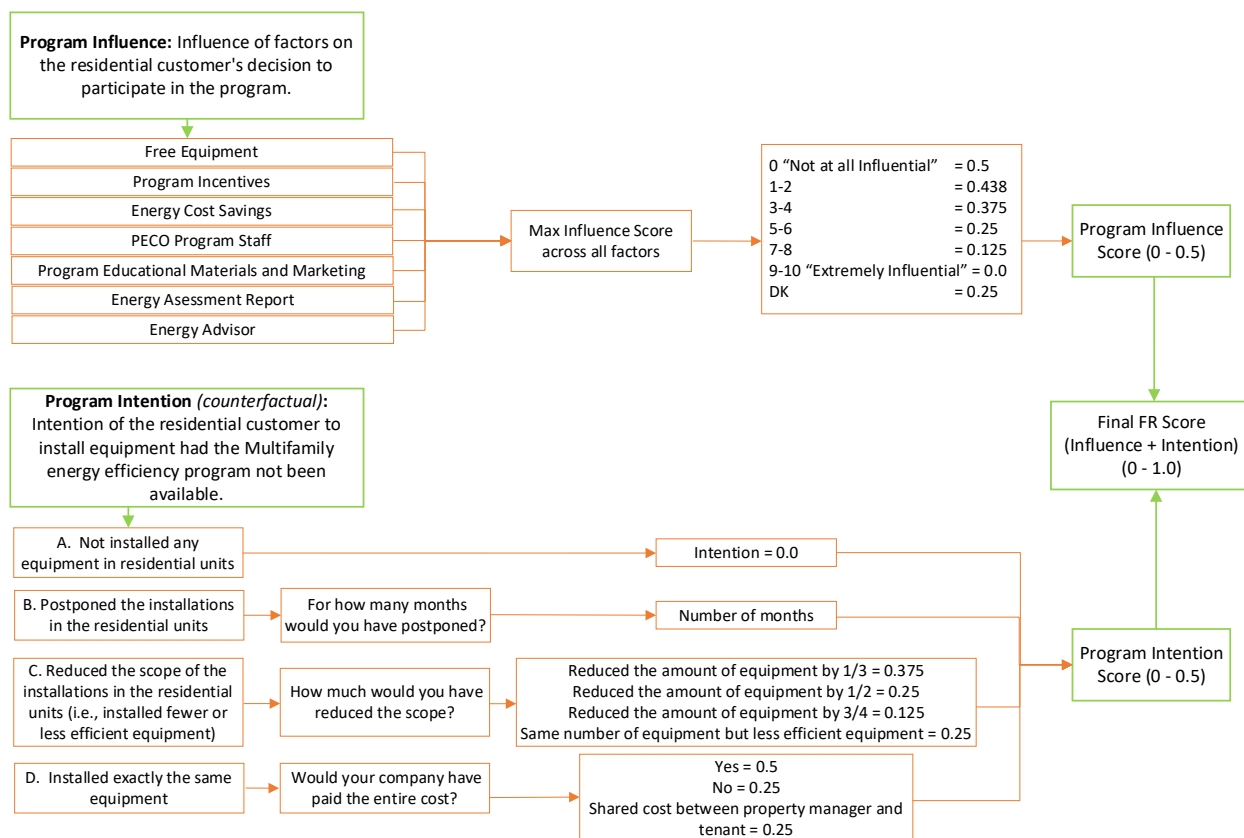 Program Influence: Influence of factors on
the residential customer's decision to
participate in the program.
Free Equipment
Program Incentives
Energy Cost Savings
PECO Program Staff
Program Educational Materials and Marketing
Energy Asessment Report
Energy Advisor
Max Influence Score
across all factors
0 “Not at all Influential” = 0.5
1-2 = 0.438
3-4 = 0.375
5-6 = 0.25
7-8 = 0.125
9-10 “Extremely Influential” = 0.0
DK = 0.25
Program Influence
Score (0 - 0.5)
Program Intention (counterfactual):
Intention of the residential customer to
install equipment had the Multifamily
energy efficiency program not been
available.
Final FR Score
(Influence + Intention)
(0 - 1.0)
A. Not installed any
equipment in residential units
Intention = 0.0
B. Postponed the installations
in the residential units
For how many months
would you have postponed?
Number of months
C. Reduced the scope of the
installations in the residential
units (i.e., installed fewer or
less efficient equipment)
How much would you have
reduced the scope?
Reduced the amount of equipment by 1/3 = 0.375
Reduced the amount of equipment by 1/2 = 0.25
Reduced the amount of equipment by 3/4 = 0.125
Same number of equipment but less efficient equipment = 0.25
Program Intention
Score (0 - 0.5)
D. Installed exactly the same
equipment
Would your company have
paid the entire cost?
Yes = 0.5
No = 0.25
Shared cost between property manager and
tenant = 0.25